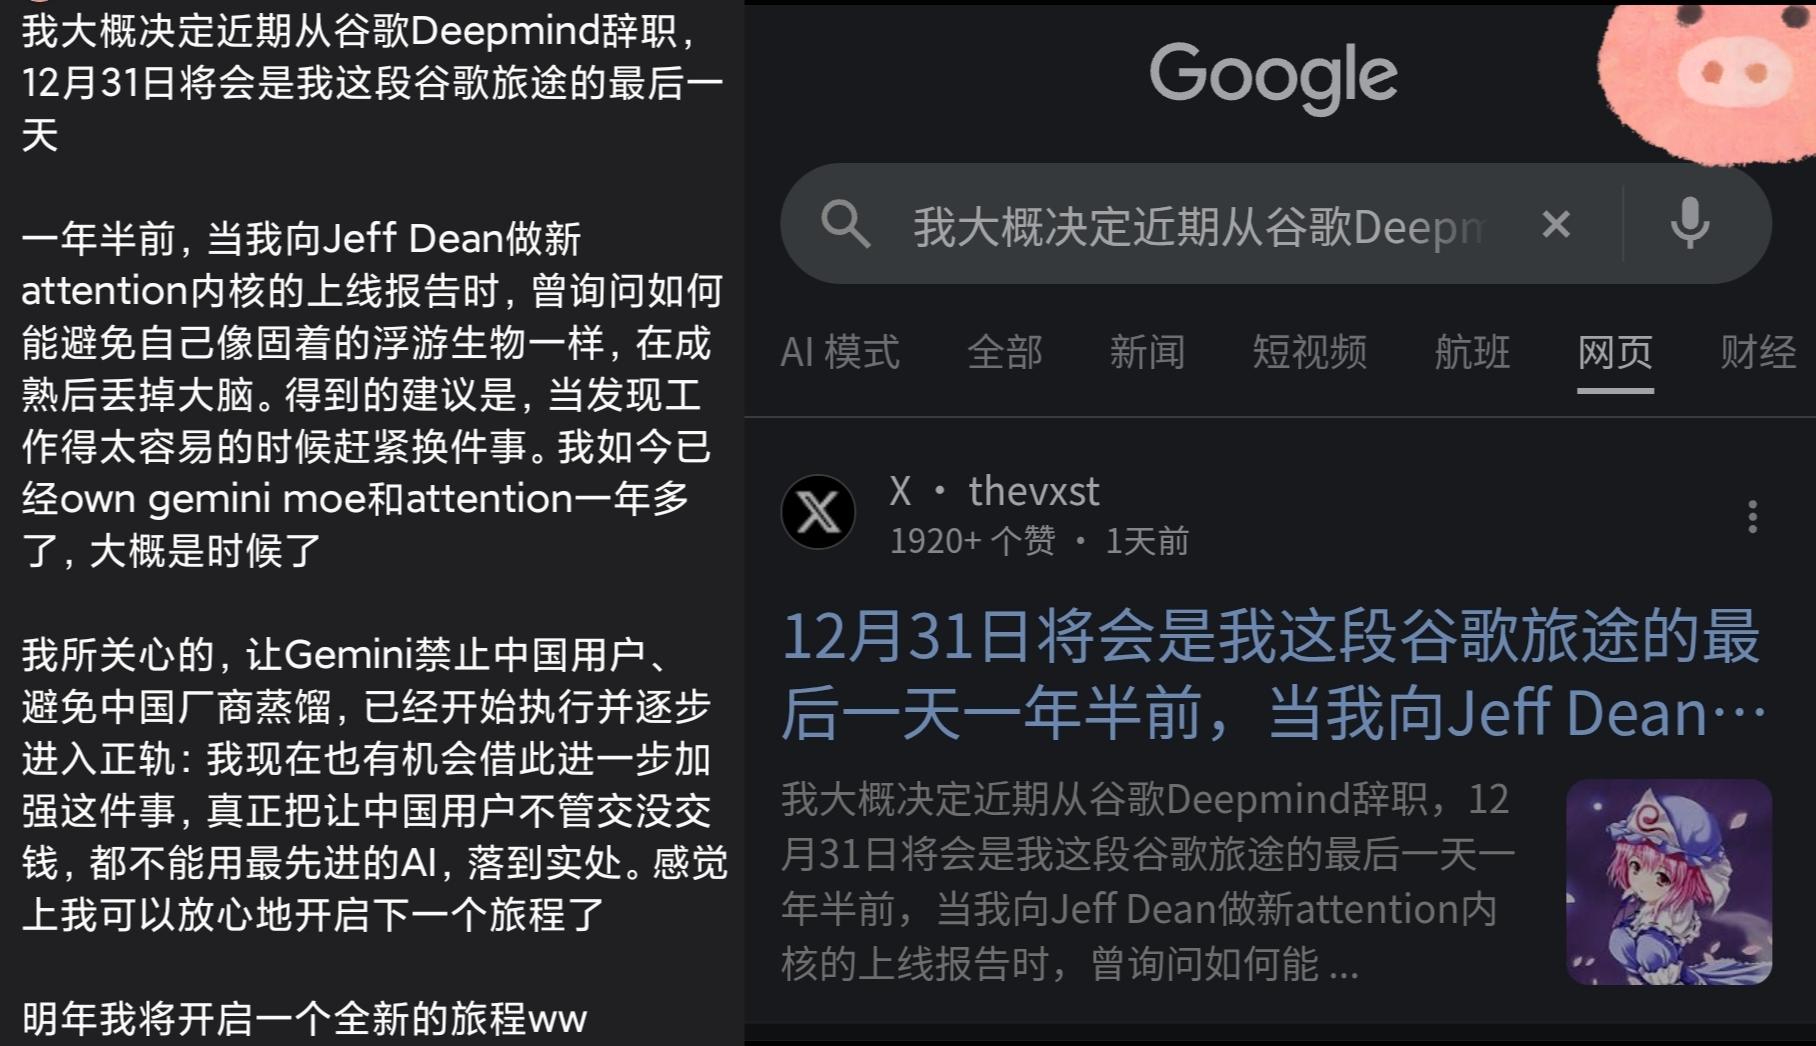 我大概决定近期从谷歌Deepmind辞职，
12月31日将会是我这段谷歌旅途的最后一
天
一年半前，当我向Jeff Dean做新
attention内核的上线报告时，曾询问如何
能避免自己像固着的浮游生物一样，在成
熟后丢掉大脑。得到的建议是，当发现工
作得太容易的时候赶紧换件事。我如今已
经own gemini moe和attention一年多
了，大概是时候了
我所关心的，让Gemini禁止中国用户、
避免中国厂商蒸馏，已经开始执行并逐步
进入正轨：我现在也有机会借此进一步加
强这件事，真正把让中国用户不管交没交
钱，都不能用最先进的AI，落到实处。感觉
上我可以放心地开启下一个旅程了
明年我将开启一个全新的旅程ww
Google
我大概决定近期从谷歌Deepm
AI 模式 全部 新闻 短视频 航班 网页 财经
X · thevxst
1920+ 个赞 · 1天前
12月31日将会是我这段谷歌旅途的最
后一天一年半前，当我向Jeff Dean…
我大概决定近期从谷歌Deepmind辞职，12
月31日将会是我这段谷歌旅途的最后一天一
年半前，当我向Jeff Dean做新attention内
核的上线报告时，曾询问如何能 ...